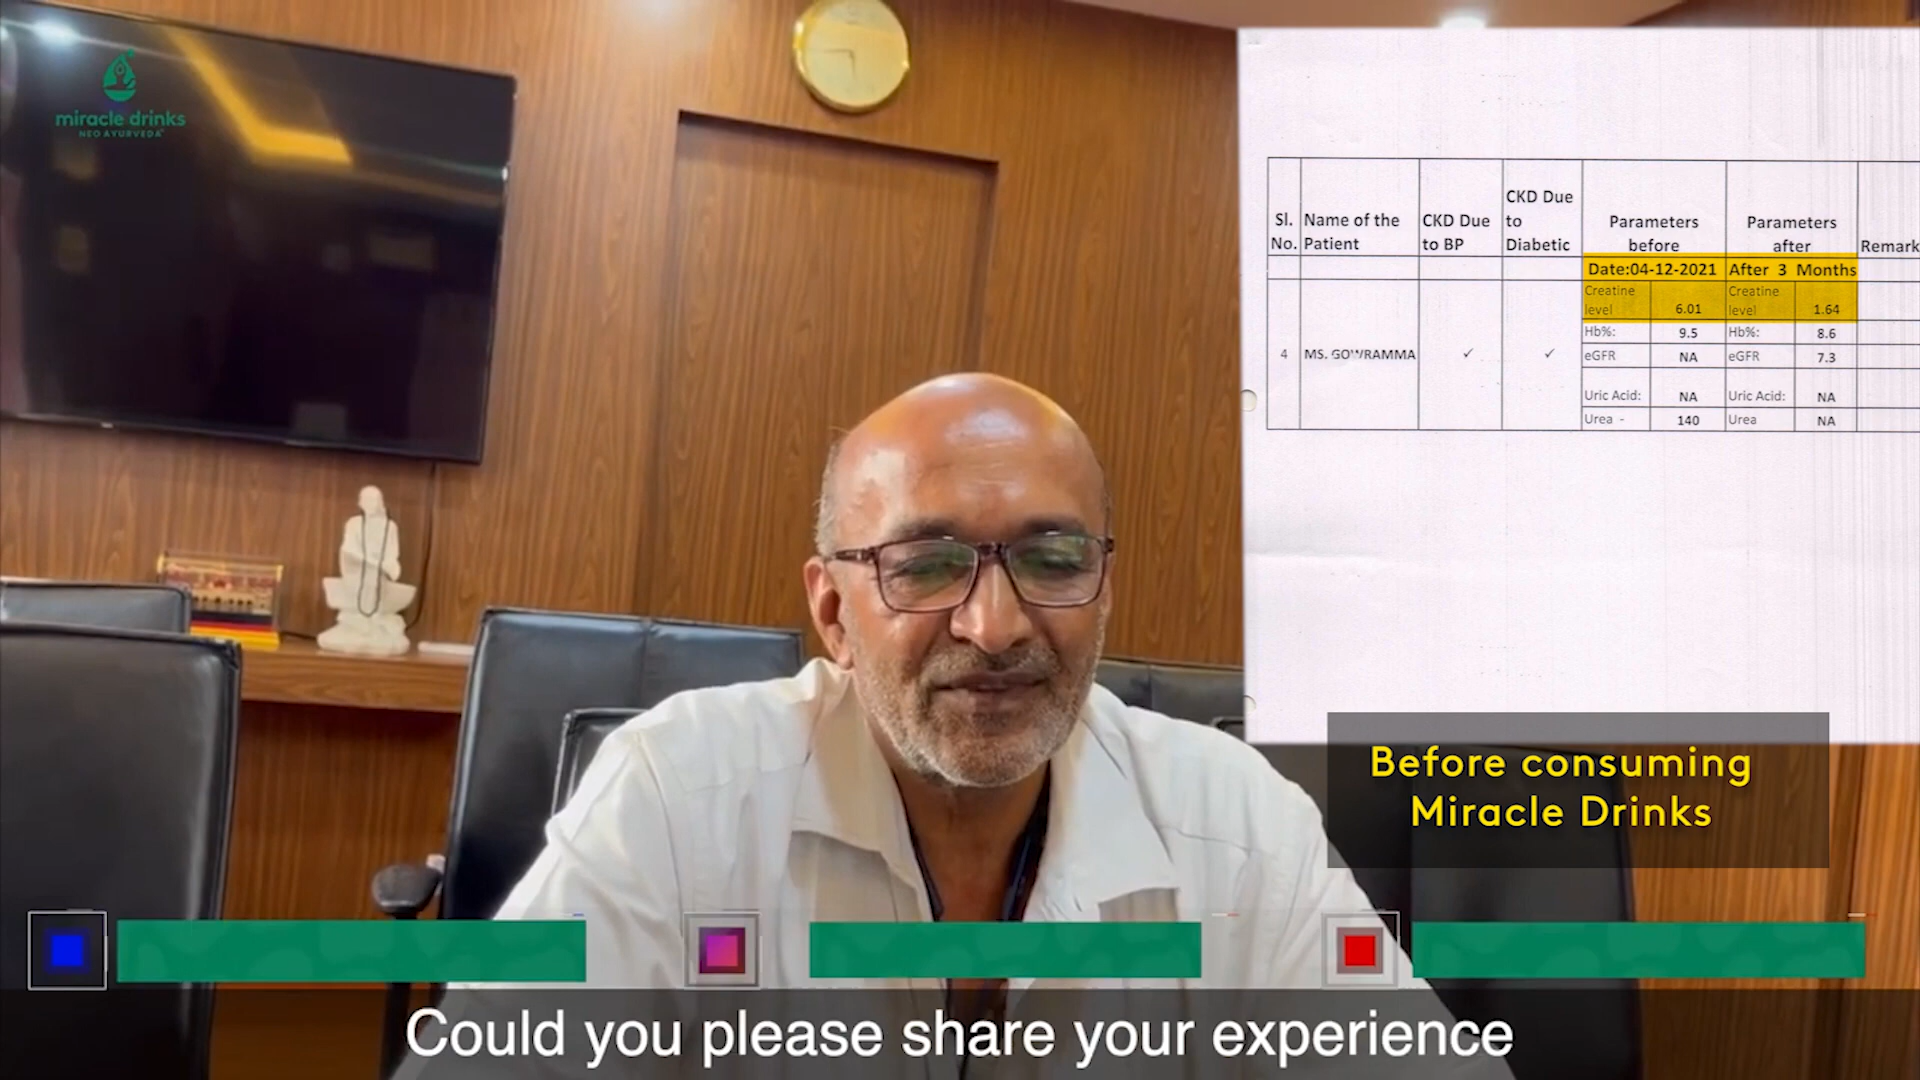 miracle drinks
NEO AYURVEDA
Sl. No.
Name of the Patient
CKD Due to BP
CKD Due to Diabetic
Parameters before
Parameters after
Remark
Date:04-12-2021
After 3 Months
Creatine level
6.01
Creatine level
1.64
Hb%:
9.5
Hb%:
8.6
4
MS. GOWRAMMA
✓
✓
eGFR
NA
eGFR
7.3
Uric Acid:
NA
Uric Acid:
NA
Urea -
140
Urea
NA
Before consuming
Miracle Drinks
Could you please share your experience